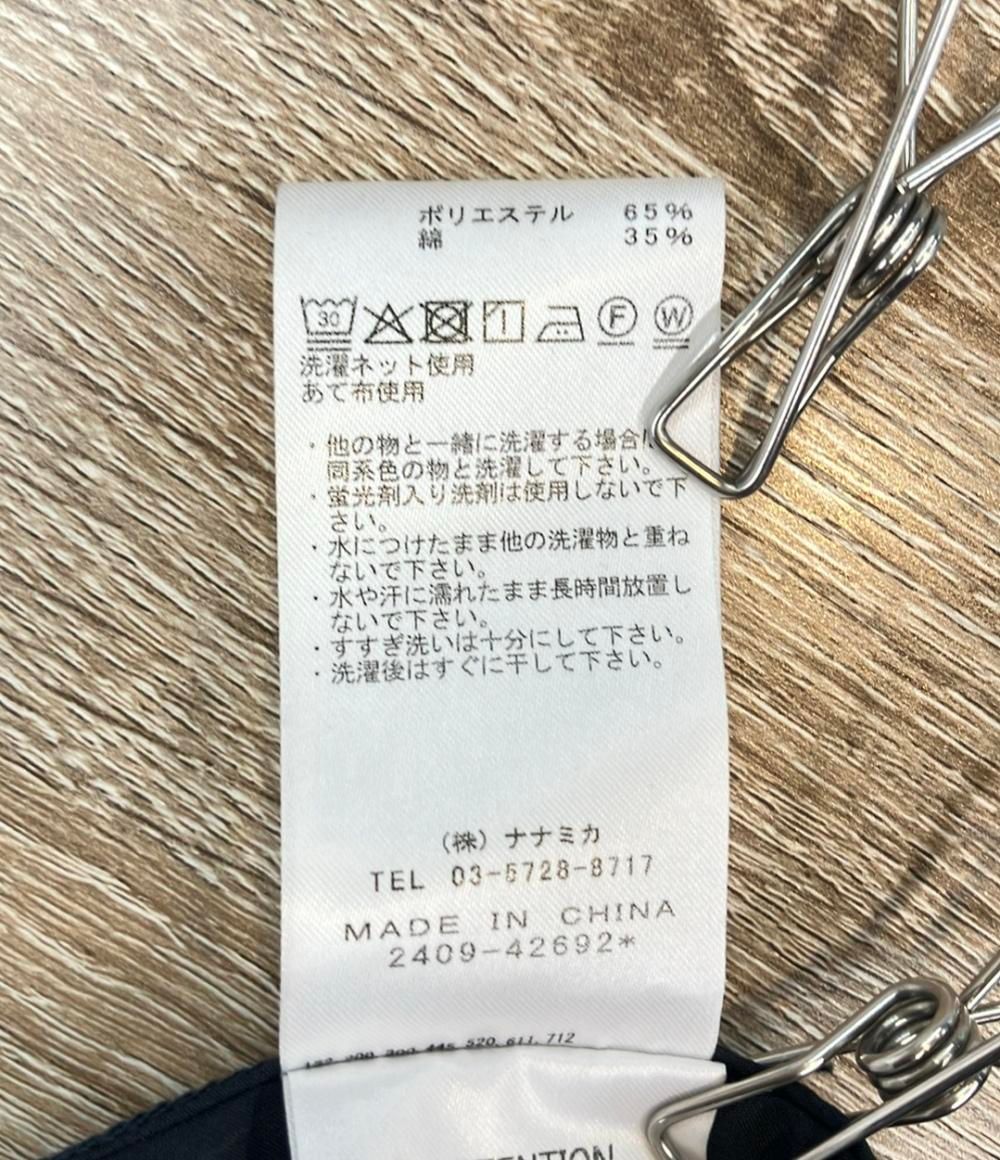 ポリエステル 65%
綿 35%
30 F W
洗濯ネット使用
あて布使用
・他の物と一緒に洗濯する場合
同系色の物と洗濯して下さい。
・蛍光剤入り洗剤は使用しないで下
さい。
・水につけたまま他の洗濯物と重ね
ないで下さい。
・水や汗に濡れたまま長時間放置し
ないで下さい。
・すすぎ洗いは十分にして下さい。
・洗濯後はすぐに干して下さい。
(株)ナナミカ
TEL 03-5728-8717
MADE IN CHINA
2409-42692*
200, 300, 445, 520, 611, 712